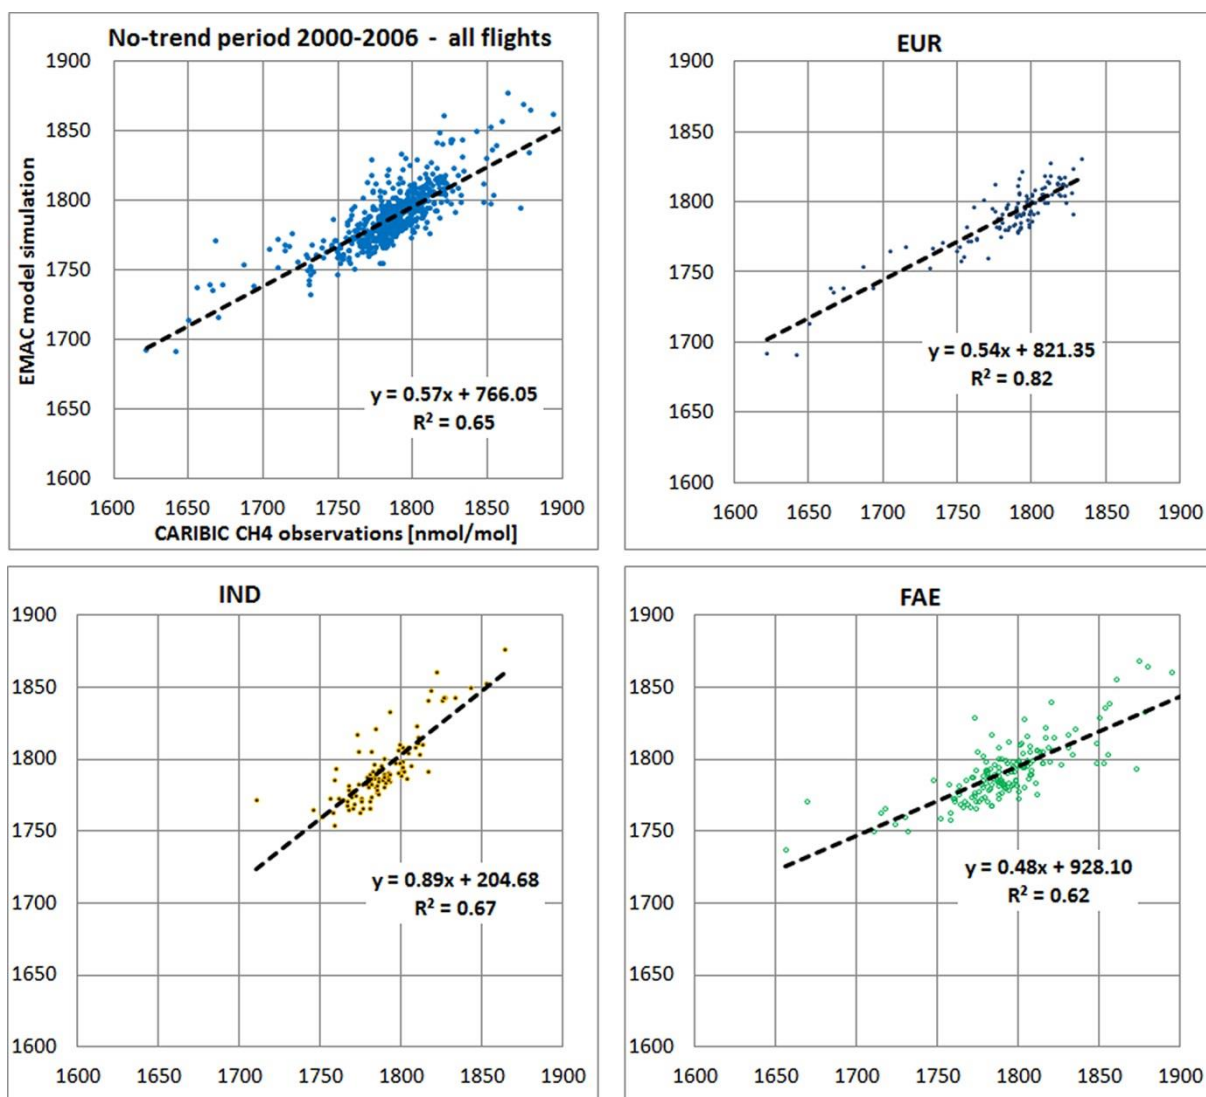 No-trend period 2000-2006 - all flights
1900
1850
1800
1750
1700
1650
1600
EMAC model simulation
y = 0.57x + 766.05
R² = 0.65
1600 1650 1700 1750 1800 1850 1900
CARIBIC CH4 observations [nmol/mol]
EUR
1900
1850
1800
1750
1700
1650
1600
y = 0.54x + 821.35
R² = 0.82
1600 1650 1700 1750 1800 1850 1900
IND
1900
1850
1800
1750
1700
1650
1600
y = 0.89x + 204.68
R² = 0.67
1600 1650 1700 1750 1800 1850 1900
FAE
1900
1850
1800
1750
1700
1650
1600
y = 0.48x + 928.10
R² = 0.62
1600 1650 1700 1750 1800 1850 1900